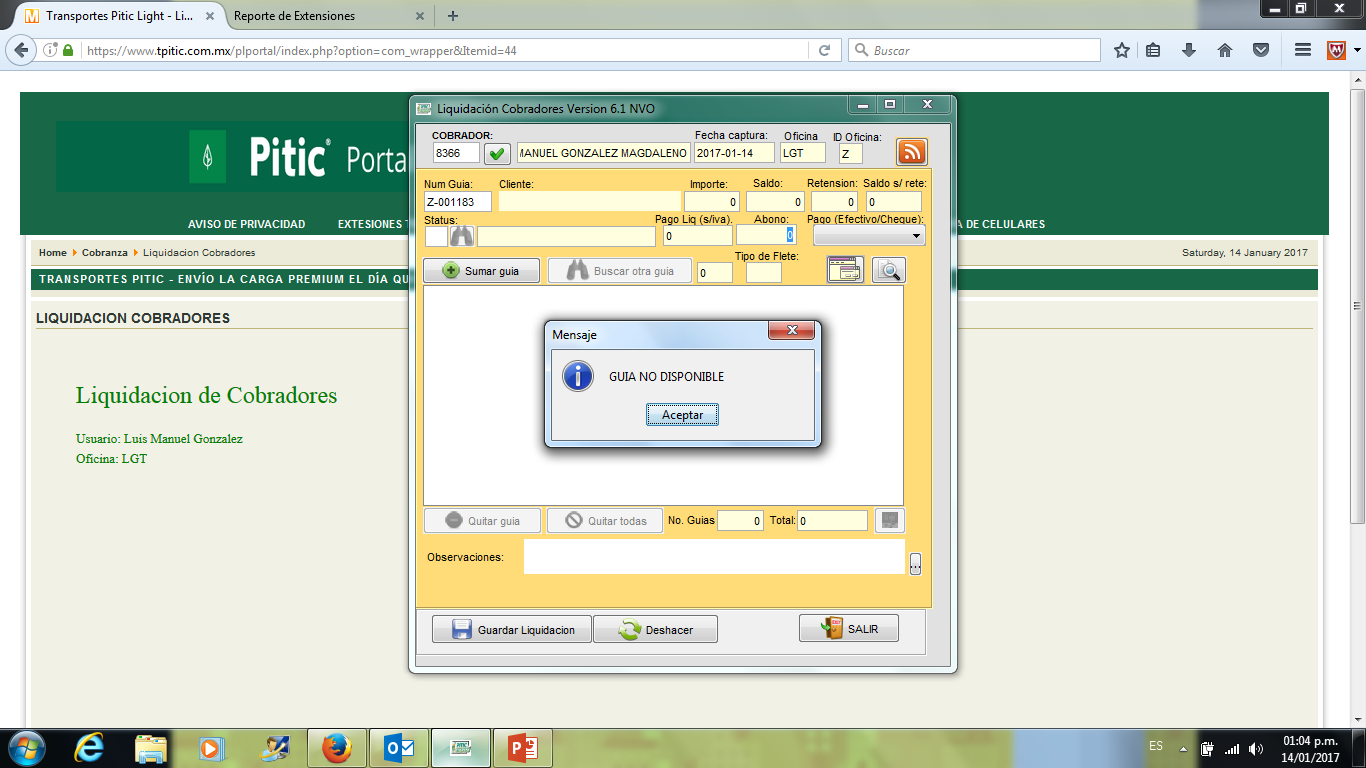 Transportes Pitic Light - Li...
Reporte de Extensiones
https://www.tpitic.com.mx/plportal/index.php?option=com_wrapper&Itemid=44
Buscar
Pitic® Porta
AVISO DE PRIVACIDAD
EXTESIONES T
A DE CELULARES
Home Cobranza Liquidacion Cobradores
Saturday, 14 January 2017
TRANSPORTES PITIC - ENVÍO LA CARGA PREMIUM EL DÍA QU
LIQUIDACION COBRADORES
Liquidacion de Cobradores
Usuario: Luis Manuel Gonzalez
Oficina: LGT
Liquidación Cobradores Version 6.1 NVO
COBRADOR: Fecha captura: Oficina ID Oficina:
8366 MANUEL GONZALEZ MAGDALENO 2017-01-14 LGT Z
Num Guia: Cliente: Importe: Saldo: Retension: Saldo s/ rete:
Z-001183 0 0 0 0
Status: Pago Liq (s/iva). Abono: Pago (Efectivo/Cheque):
0 0
Tipo de Flete:
Sumar guia Buscar otra guia 0
Mensaje
GUIA NO DISPONIBLE
Aceptar
Quitar guia Quitar todas No. Guias 0 Total: 0
Observaciones:
...
Guardar Liquidacion Deshacer SALIR
ES
01:04 p.m.
14/01/2017